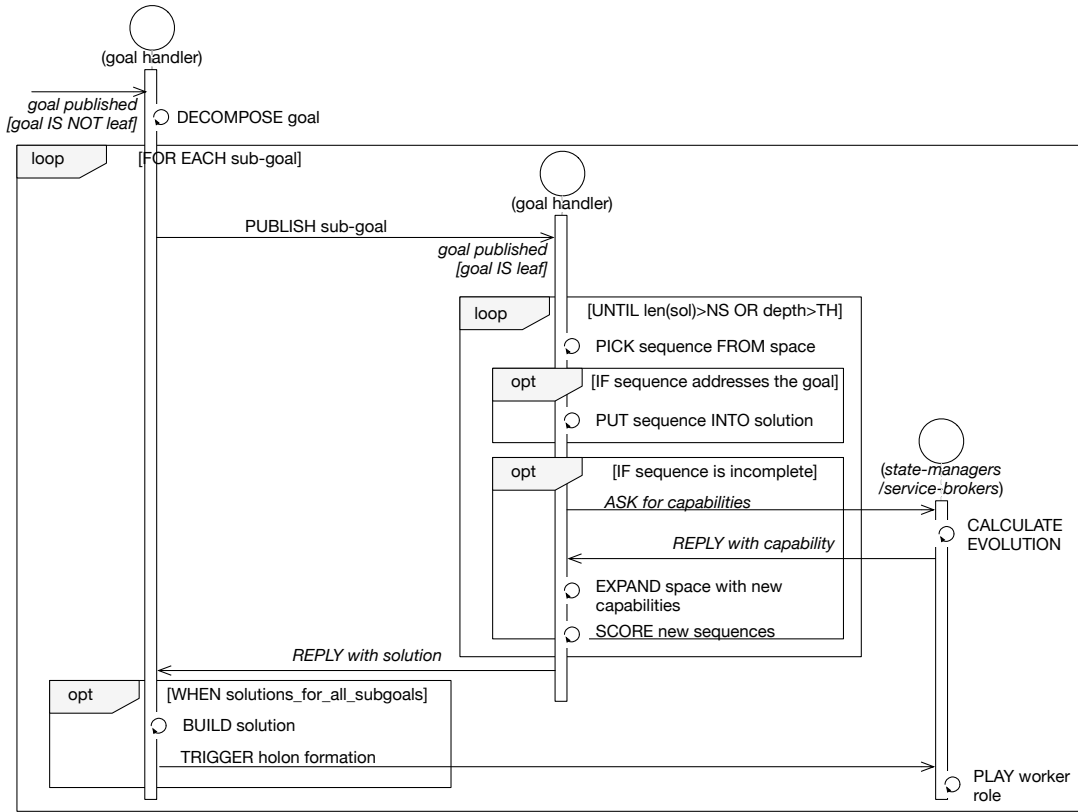 (goal handler)
goal published
[goal IS NOT leaf]
DECOMPOSE goal
loop
[FOR EACH sub-goal]
(goal handler)
PUBLISH sub-goal
goal published
[goal IS leaf]
loop
[UNTIL len(sol)>NS OR depth>TH]
PICK sequence FROM space
opt
[IF sequence addresses the goal]
PUT sequence INTO solution
opt
[IF sequence is incomplete]
(state-managers
/service-brokers)
ASK for capabilities
CALCULATE
EVOLUTION
REPLY with capability
EXPAND space with new
capabilities
SCORE new sequences
REPLY with solution
opt
[WHEN solutions_for_all_subgoals]
BUILD solution
TRIGGER holon formation
PLAY worker
role